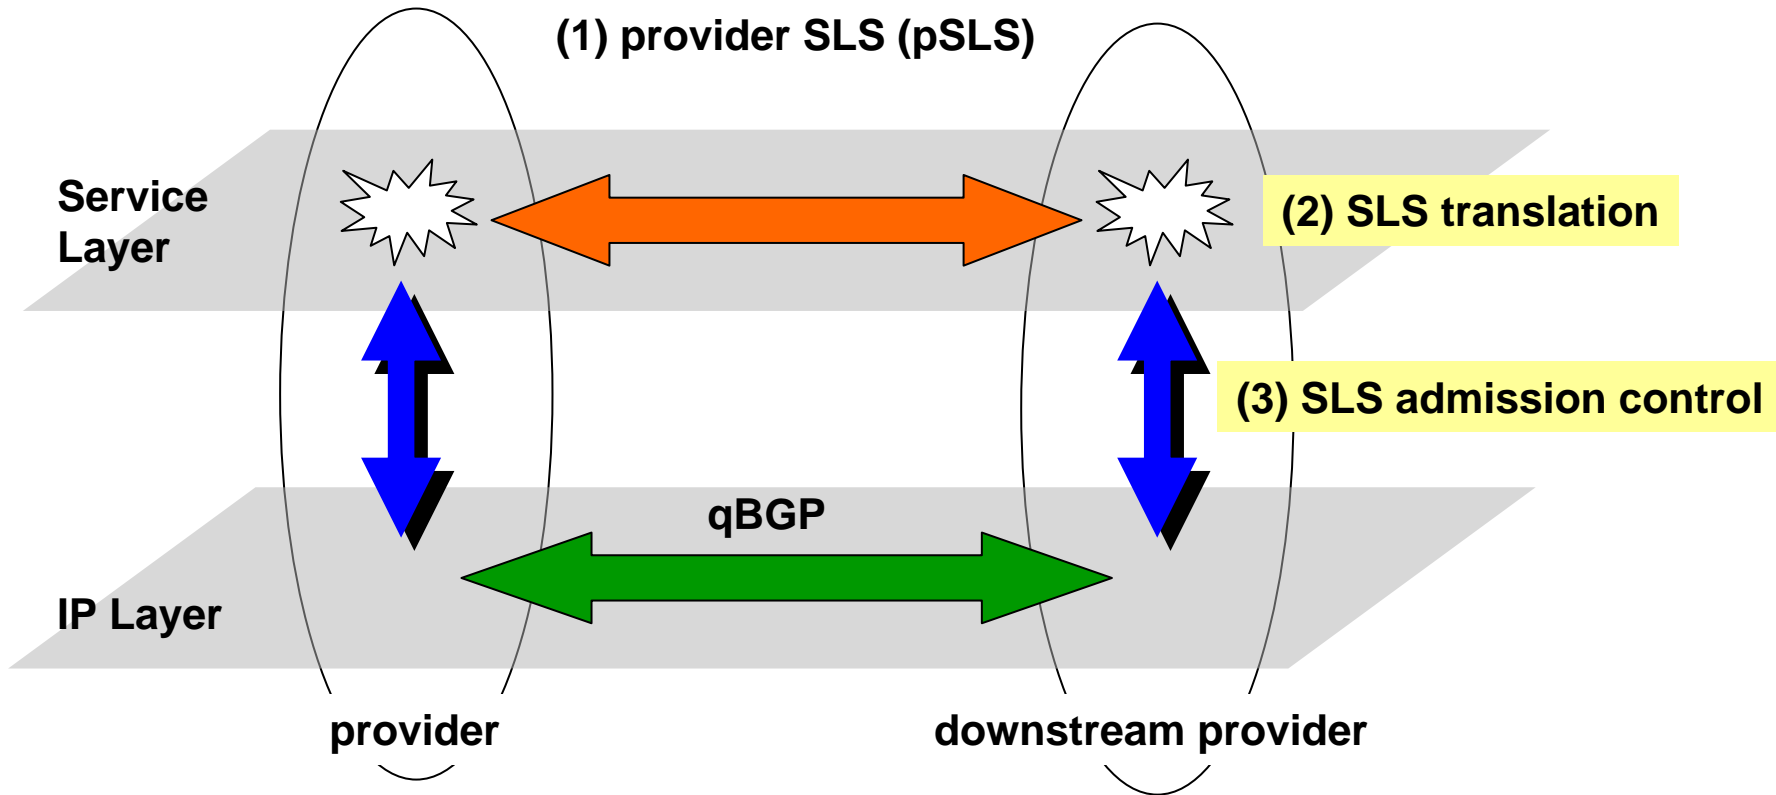 (1) provider SLS (pSLS)
Service
Layer
(2) SLS translation
(3) SLS admission control
qBGP
IP Layer
provider
downstream provider